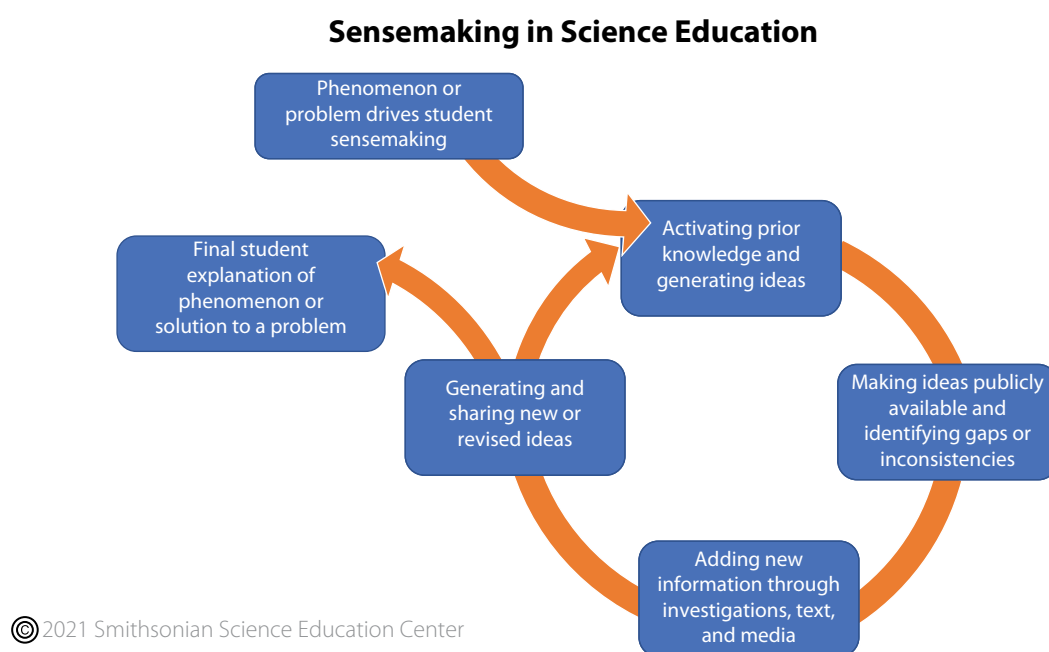 Sensemaking in Science Education
Phenomenon or
problem drives student
sensemaking
Activating prior
knowledge and
generating ideas
Making ideas publicly
available and
identifying gaps or
inconsistencies
Adding new
information through
investigations, text,
and media
Generating and
sharing new or
revised ideas
Final student
explanation of
phenomenon or
solution to a problem
© 2021 Smithsonian Science Education Center